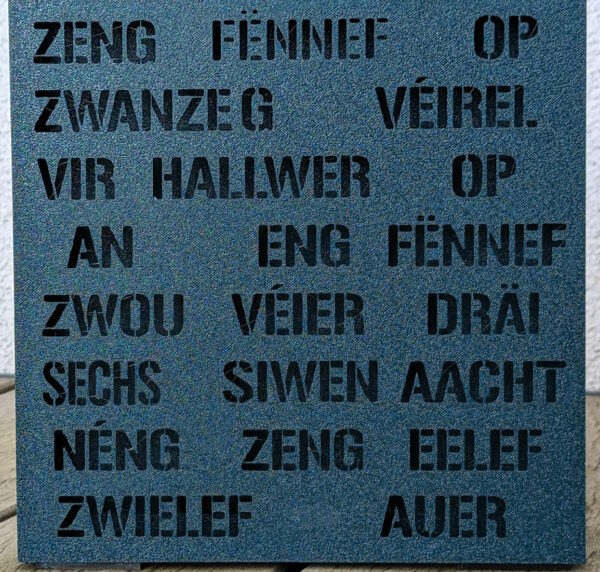 ZENG FËNNEF OP
ZWANZEG VÉIREL
VIR HALLWER OP
AN ENG FËNNEF
ZWOU VÉIER DRÄI
SECHS SIWEN AACHT
NÉNG ZENG EELEF
ZWIELEF AUER